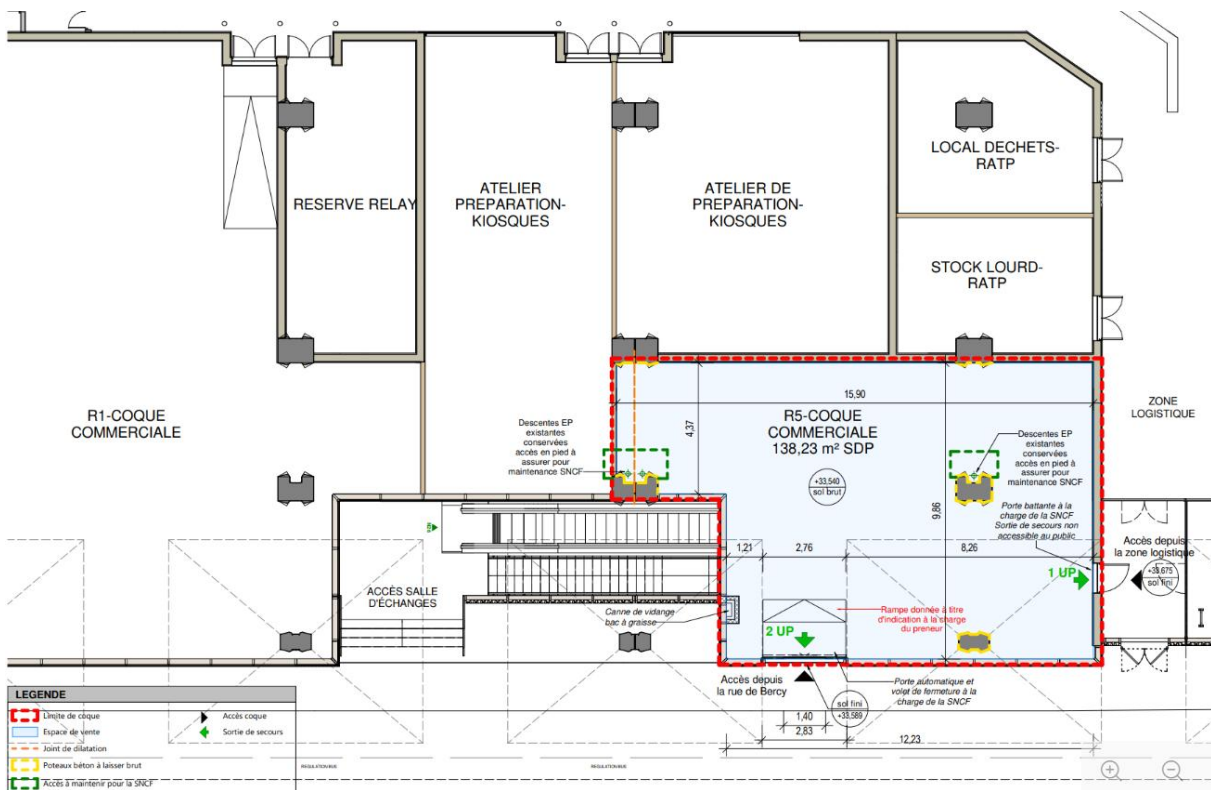 LOCAL DECHETS-
RATP
RESERVE RELAY
ATELIER
PREPARATION-
KIOSQUES
ATELIER DE
PREPARATION-
KIOSQUES
STOCK LOURD-
RATP
R1-COQUE
COMMERCIALE
15,90
ZONE
LOGISTIQUE
R5-COQUE
COMMERCIALE
138,23 m² SDP
4,37
Descentes EP
existantes
conservées
accès en pied à
assurer pour
maintenance SNCF
Descentes EP
existantes
conservées
accès en pied à
assurer pour
maintenance SNCF
+33,540
sol brut
9,86
Porte battante à la
charge de la SNCF
Sortie de secours non
accessible au public
1,21
2,76
8,26
Accès depuis
la zone logistique
+33,675
sol fini
1 UP
ACCÈS SALLE
D'ÉCHANGES
Canne de vidange
bac à graisse
Rampe donnée à titre
d'indication à la charge
du preneur
2 UP
Accès depuis
la rue de Bercy
Porte automatique et
volet de fermeture à la
charge de la SNCF
sol fini
+33,589
1,40
2,83
12,23
LEGENDE
Limite de coque
Accès coque
Espace de vente
Sortie de secours
Joint de dilatation
Poteaux béton à laisser brut
Accès à maintenir pour la SNCF